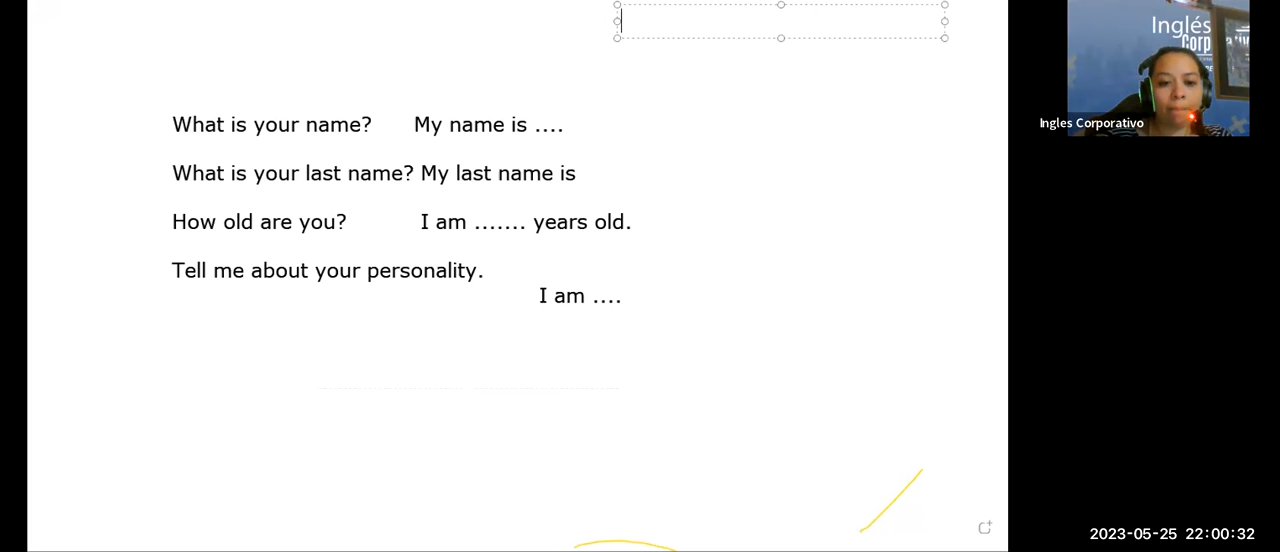 What is your name? My name is ....
What is your last name? My last name is
How old are you? I am ....... years old.
Tell me about your personality.
I am ....
Inglés
Corp
Ingles Corporativo
2023-05-25 22:00:32